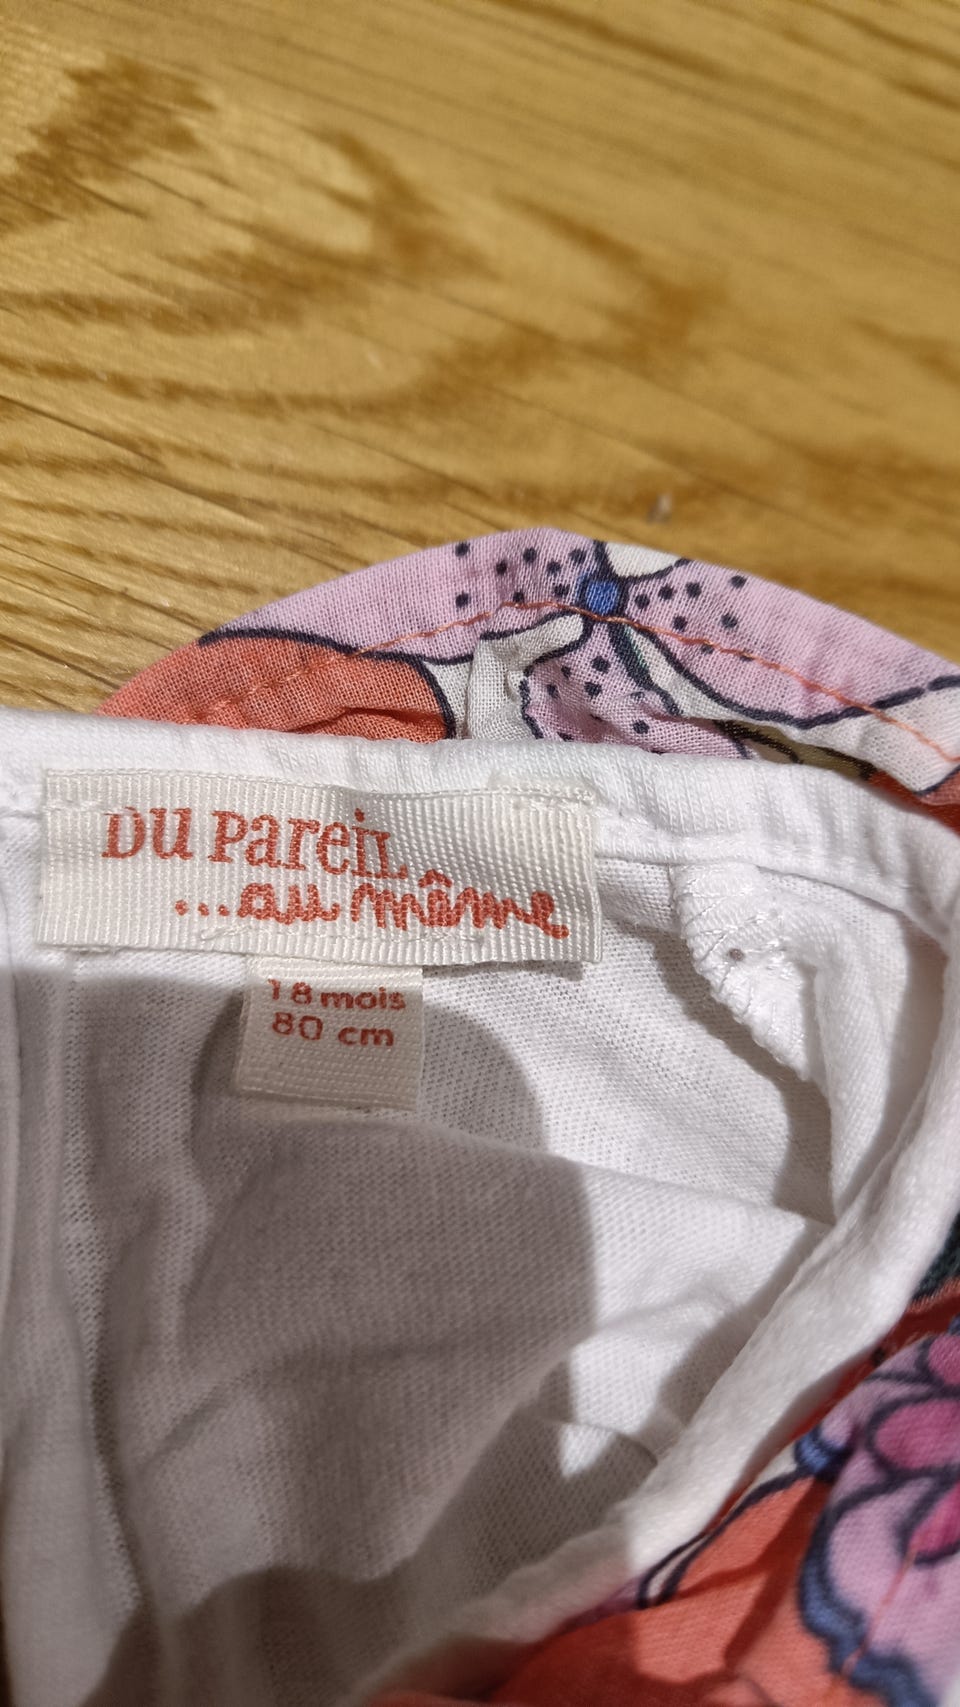 DU PareiL
...au même
18 mois
80 cm